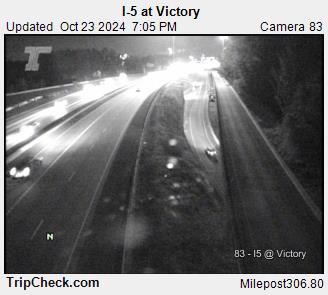 I-5 at Victory
Updated Oct 23 2024 7:05 PM Camera 83
T
N
83 - I5 @ Victory
TripCheck.com Milepost306.80